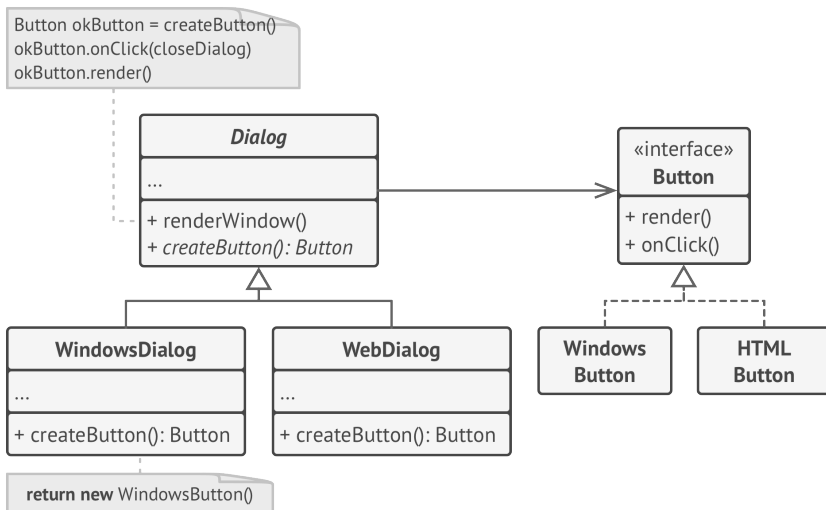 Button okButton = createButton()
okButton.onClick(closeDialog)
okButton.render()
Dialog
...
+ renderWindow()
+ createButton(): Button
«interface»
Button
+ render()
+ onClick()
WindowsDialog
...
+ createButton(): Button
WebDialog
...
+ createButton(): Button
Windows
Button
HTML
Button
return new WindowsButton()